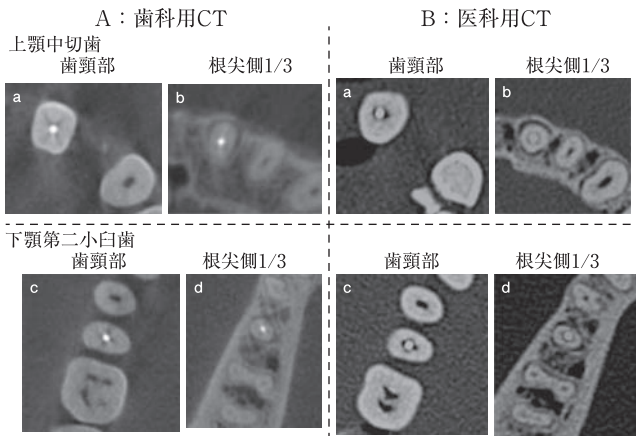 A：歯科用CT
B：医科用CT
上顎中切歯
歯頸部 根尖側1/3
歯頸部 根尖側1/3
a b
a b
下顎第二小臼歯
歯頸部 根尖側1/3
歯頸部 根尖側1/3
c d
c d